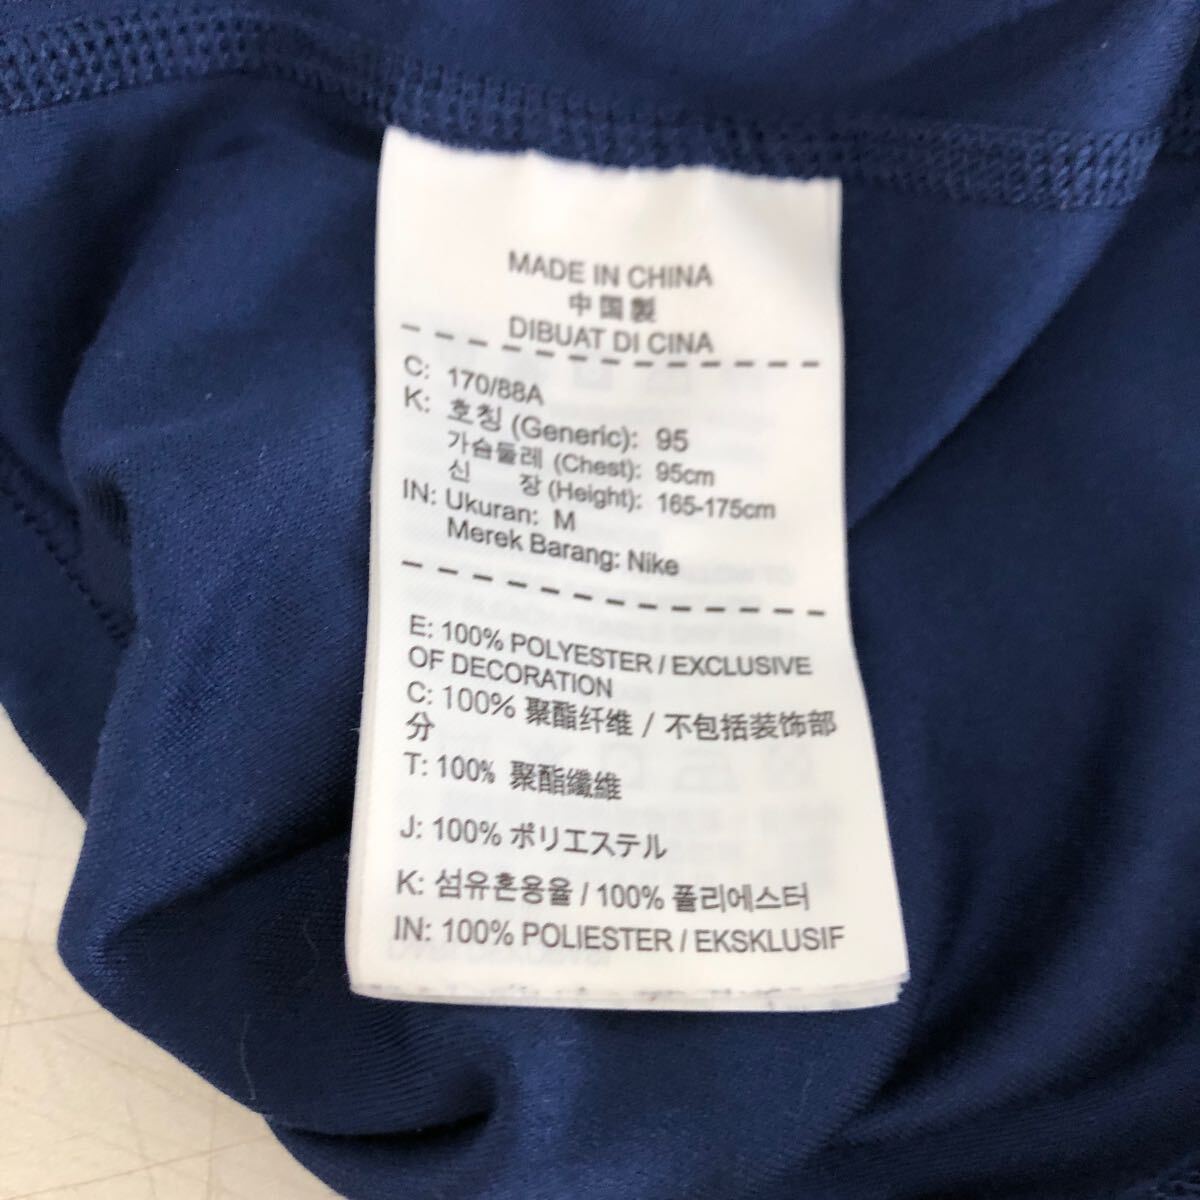 MADE IN CHINA
中国製
DIBUAT DI CINA
C: 170/88A
K: 호칭 (Generic): 95
가슴둘레 (Chest): 95cm
신 장 (Height): 165-175cm
IN: Ukuran: M
Merek Barang: Nike
E: 100% POLYESTER / EXCLUSIVE
OF DECORATION
C: 100% 聚酯纤维 / 不包括装饰部
分
T: 100% 聚酯纖維
J: 100% ポリエステル
K: 섬유혼용율 / 100% 폴리에스터
IN: 100% POLIESTER / EKSKLUSIF